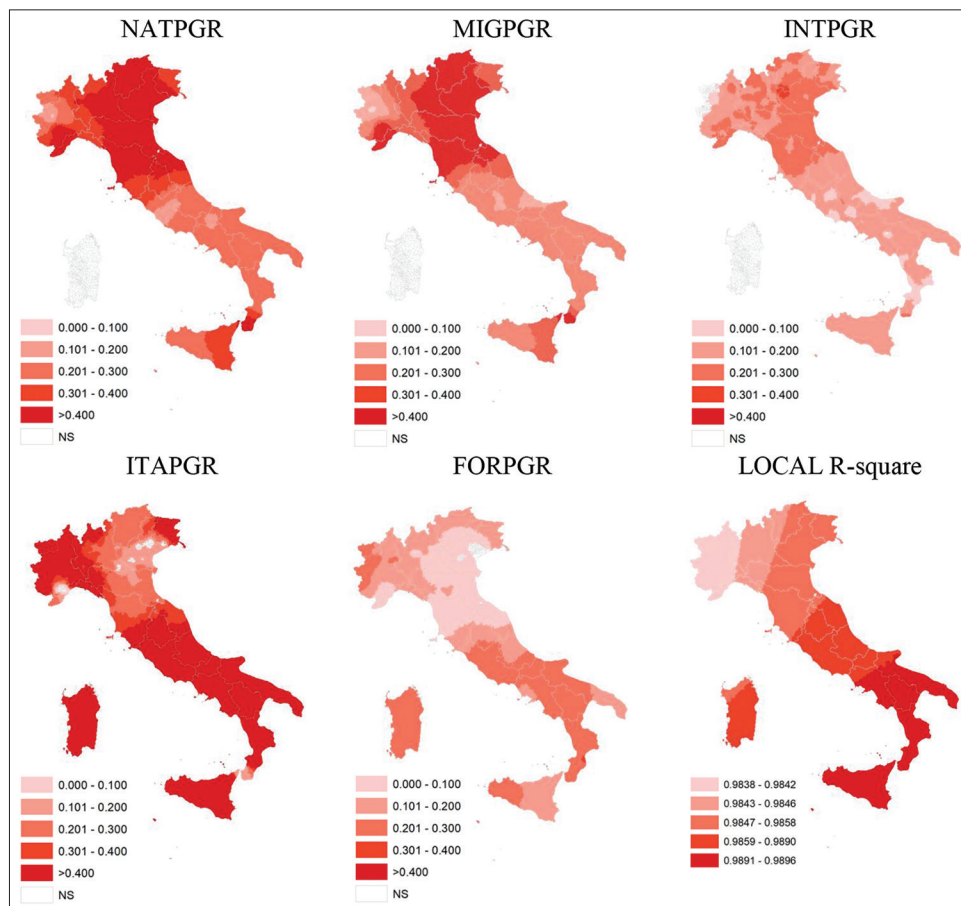 NATPGR
MIGPGR
INTPGR
0.000 - 0.100
0.101 - 0.200
0.201 - 0.300
0.301 - 0.400
>0.400
NS
0.000 - 0.100
0.101 - 0.200
0.201 - 0.300
0.301 - 0.400
>0.400
NS
0.000 - 0.100
0.101 - 0.200
0.201 - 0.300
0.301 - 0.400
>0.400
NS
ITAPGR
FORPGR
LOCAL R-square
0.000 - 0.100
0.101 - 0.200
0.201 - 0.300
0.301 - 0.400
>0.400
NS
0.000 - 0.100
0.101 - 0.200
0.201 - 0.300
0.301 - 0.400
>0.400
NS
0.9838 - 0.9842
0.9843 - 0.9846
0.9847 - 0.9858
0.9859 - 0.9890
0.9891 - 0.9896